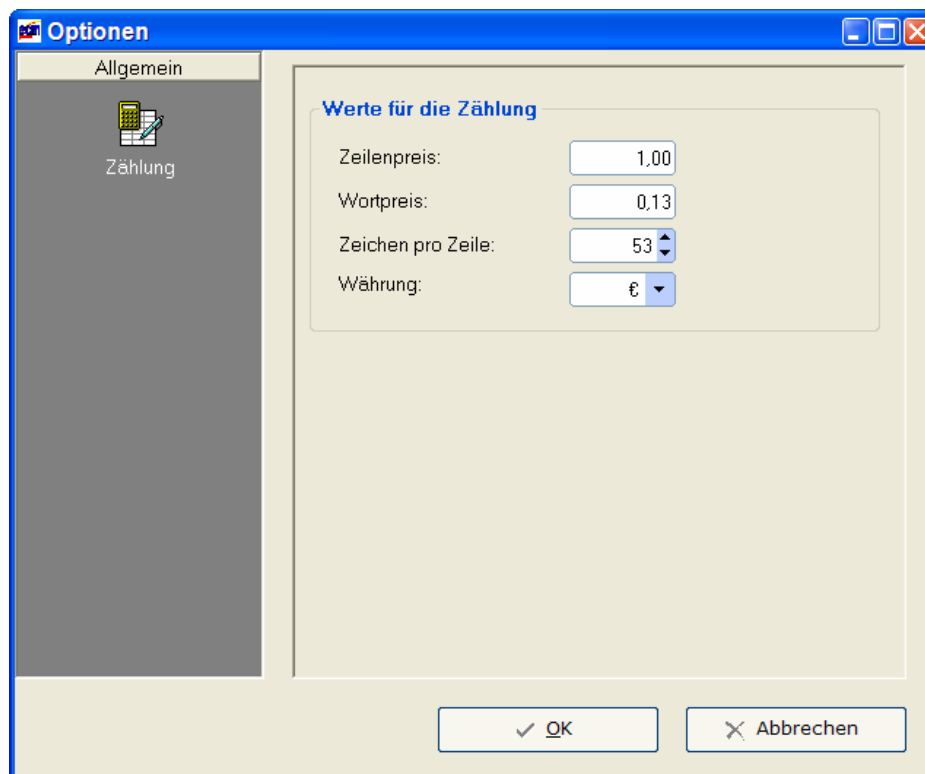 Optionen
Allgemein
Zählung
Werte für die Zählung
Zeilenpreis: 1,00
Wortpreis: 0,13
Zeichen pro Zeile: 53
Währung: €
OK
Abbrechen